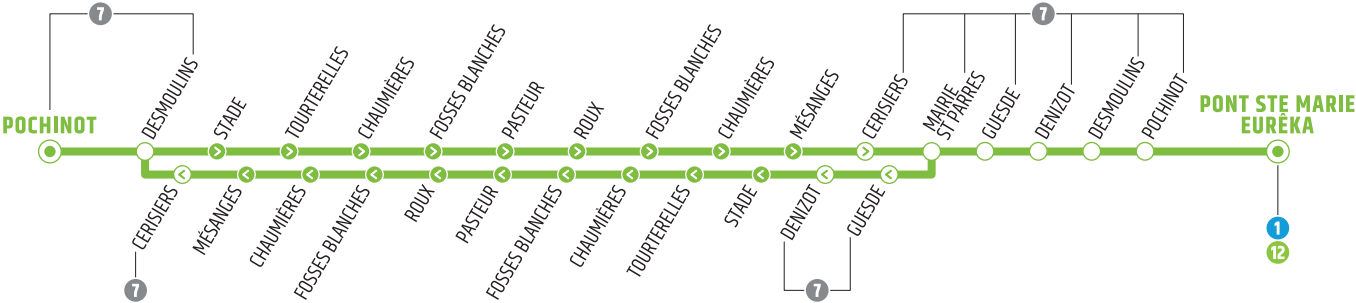 7
7
POCHINOT
DESMOULINS
STADE
TOURTERELLES
CHAUMIÈRES
FOSSES BLANCHES
PASTEUR
ROUX
FOSSES BLANCHES
CHAUMIÈRES
MÉSANGES
CERISIERS
MARIE
ST PARRES
GUESDE
DENIZOT
DESMOULINS
POCHINOT
PONT STE MARIE
EURÊKA
CERISIERS
MÉSANGES
CHAUMIÈRES
FOSSES BLANCHES
ROUX
PASTEUR
FOSSES BLANCHES
CHAUMIÈRES
TOURTERELLES
STADE
DENIZOT
GUESDE
7
7
1
12